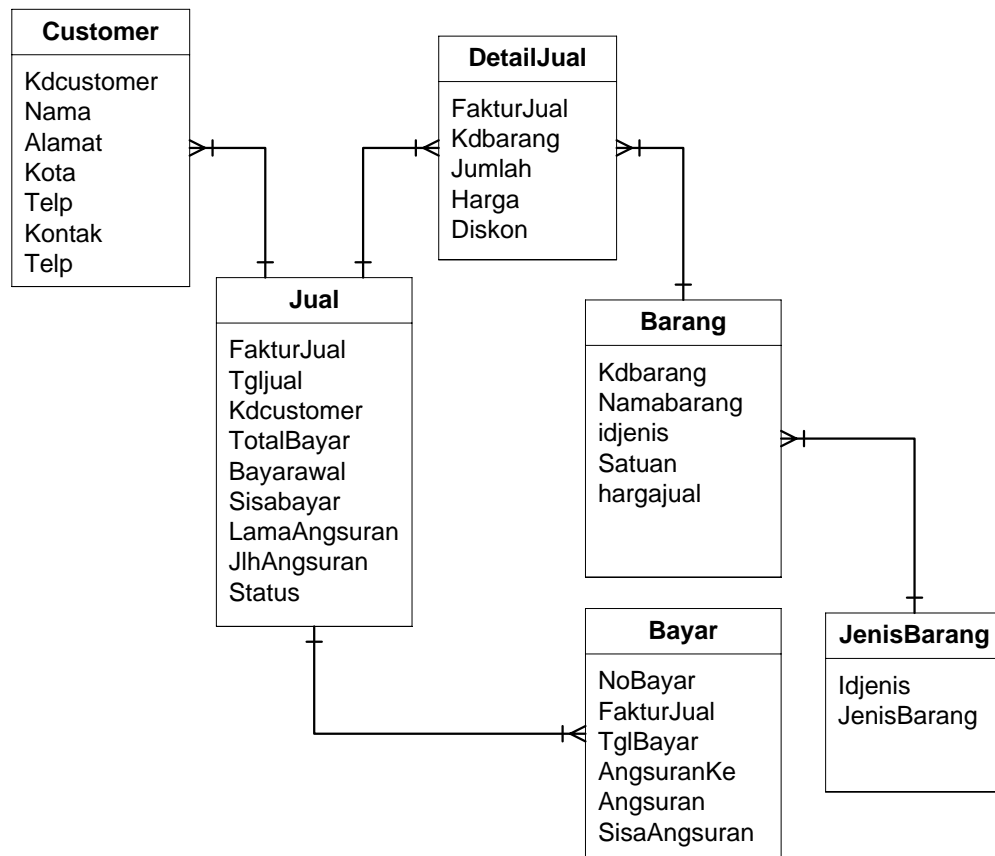 Customer
Kdcustomer
Nama
Alamat
Kota
Telp
Kontak
Telp
DetailJual
FakturJual
Kdbarang
Jumlah
Harga
Diskon
Jual
FakturJual
Tgljual
Kdcustomer
TotalBayar
Bayarawal
Sisabayar
LamaAngsuran
JlhAngsuran
Status
Barang
Kdbarang
Namabarang
idjenis
Satuan
hargajual
Bayar
NoBayar
FakturJual
TglBayar
AngsuranKe
Angsuran
SisaAngsuran
JenisBarang
Idjenis
JenisBarang